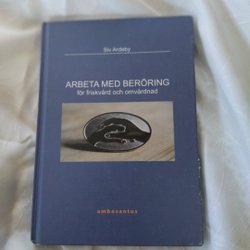 Siv Ardeby
ARBETA MED BERÖRING
för friskvård och omvårdnad
ambosantus